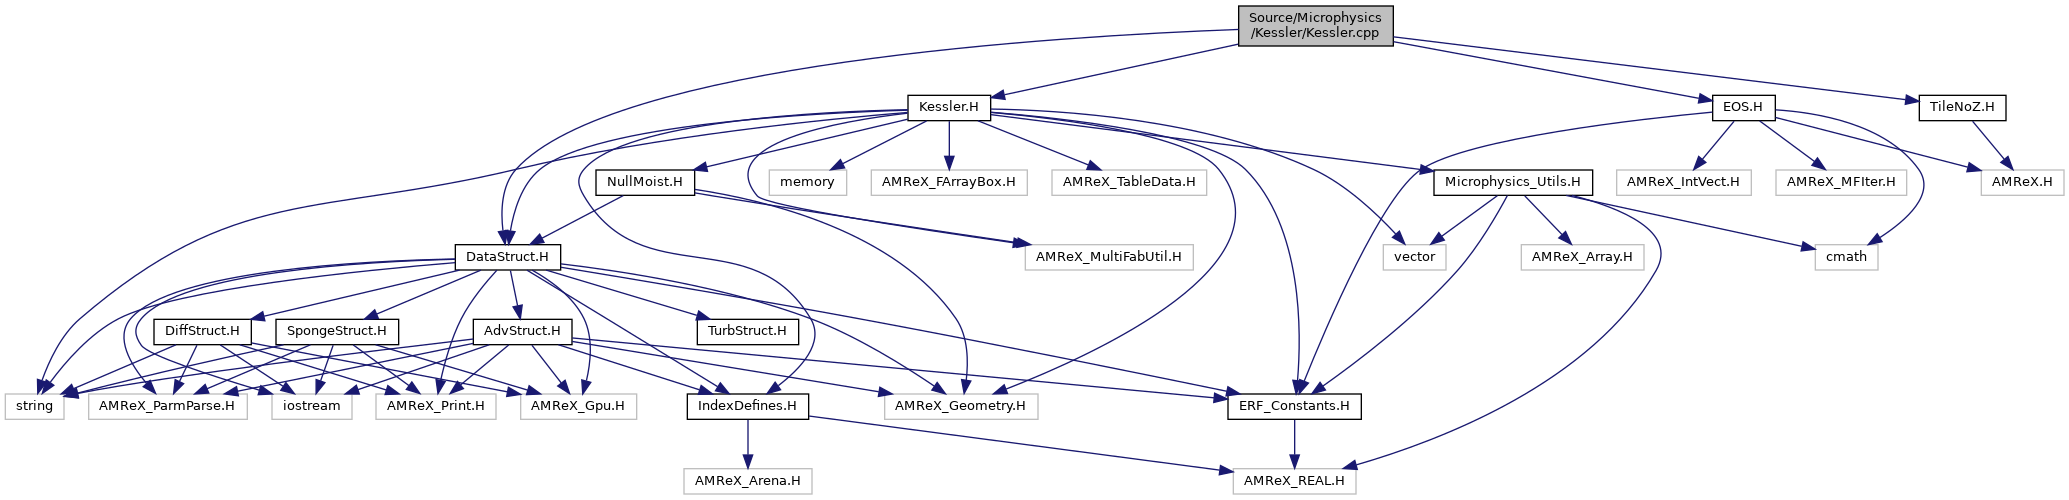 Source/Microphysics
/Kessler/Kessler.cpp
Kessler.H
EOS.H
TileNoZ.H
NullMoist.H
memory
AMReX_FArrayBox.H
AMReX_TableData.H
Microphysics_Utils.H
AMReX_IntVect.H
AMReX_MFIter.H
AMReX.H
DataStruct.H
AMReX_MultiFabUtil.H
vector
AMReX_Array.H
cmath
DiffStruct.H
SpongeStruct.H
AdvStruct.H
TurbStruct.H
string
AMReX_ParmParse.H
iostream
AMReX_Print.H
AMReX_Gpu.H
IndexDefines.H
AMReX_Geometry.H
ERF_Constants.H
AMReX_Arena.H
AMReX_REAL.H